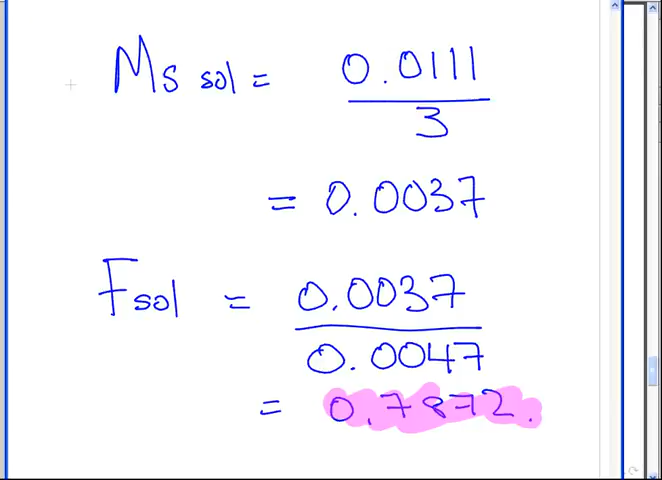 Ms sol = 0.0111
3
= 0.0037
Fsol = 0.0037
0.0047
= 0.7872.